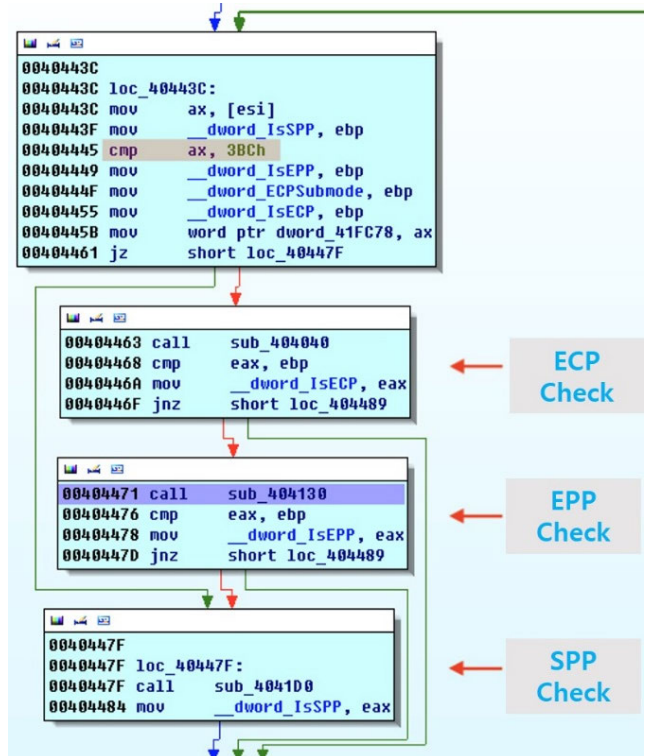 0040443C
0040443C loc_40443C:
0040443C mov ax, [esi]
0040443F mov __dword_IsSPP, ebp
00404445 cmp ax, 3BCh
00404449 mov __dword_IsEPP, ebp
0040444F mov __dword_ECPSubmode, ebp
00404455 mov __dword_IsECP, ebp
0040445B mov word ptr dword_41FC78, ax
00404461 jz short loc_40447F
00404463 call sub_404040
00404468 cmp eax, ebp
0040446A mov __dword_IsECP, eax
0040446F jnz short loc_404489
ECP
Check
00404471 call sub_404130
00404476 cmp eax, ebp
00404478 mov __dword_IsEPP, eax
0040447D jnz short loc_404489
EPP
Check
0040447F
0040447F loc_40447F:
0040447F call sub_4041D0
00404484 mov __dword_IsSPP, eax
SPP
Check